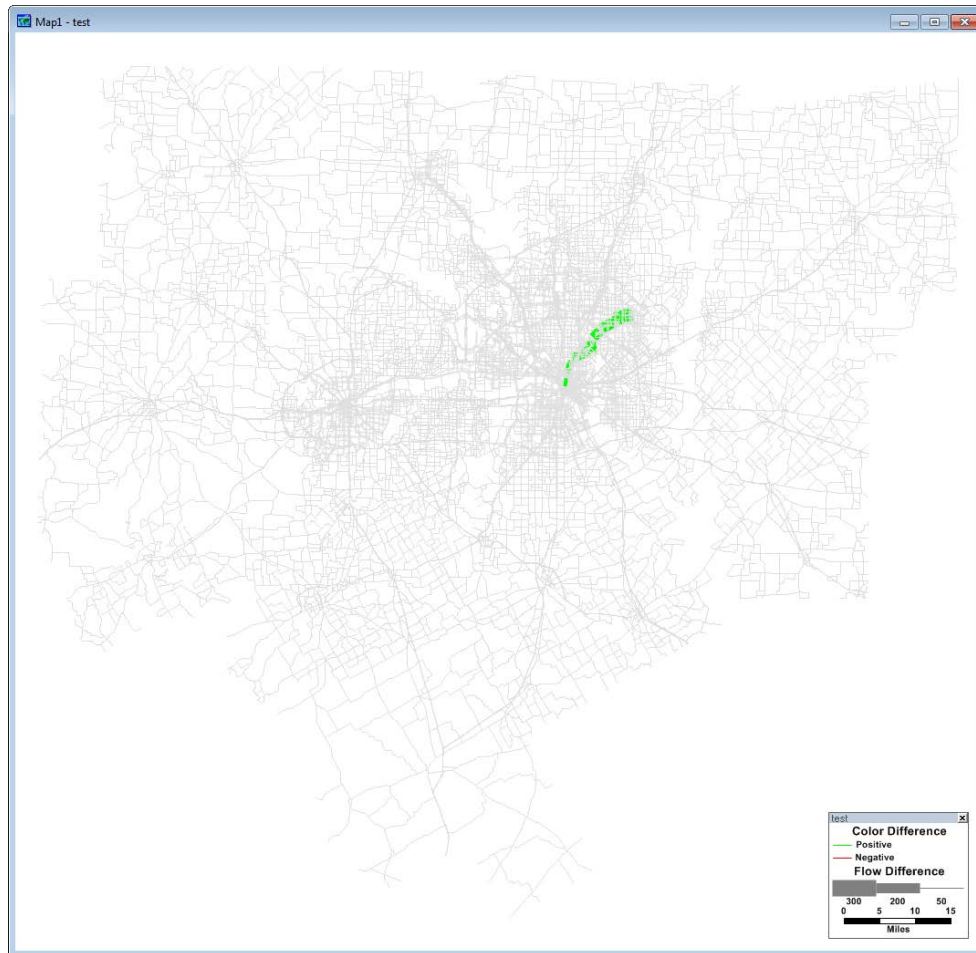 Map1 - test
test
Color Difference
Positive
Negative
Flow Difference
300 200 50
0 5 10 15
Miles